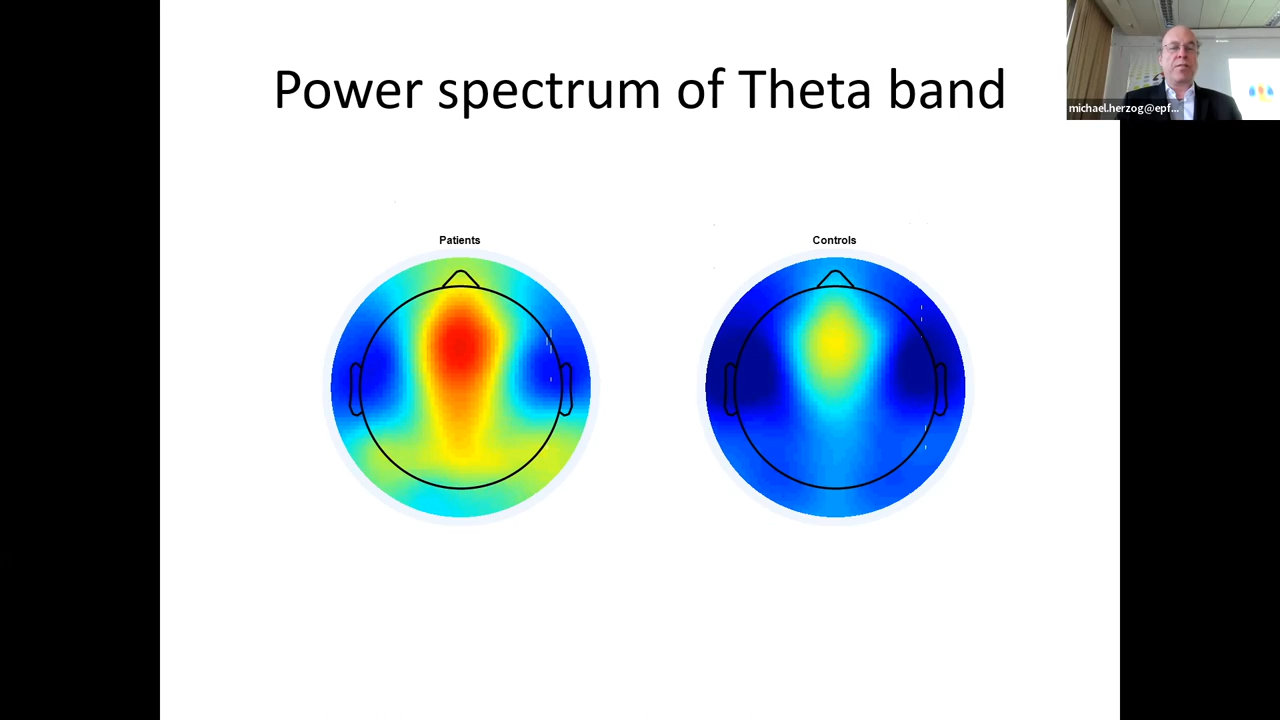 Power spectrum of Theta band
michael.herzog@epf...
Patients
Controls